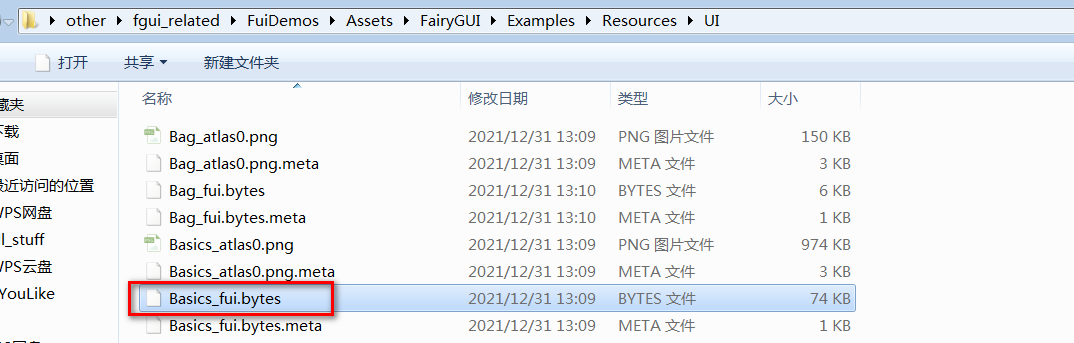 other fgui_related FuiDemos Assets FairyGUI Examples Resources UI
打开 共享 新建文件夹
名称 修改日期 类型 大小
藏夹
下载
桌面
最近访问的位置
WPS网盘
l_stuff
WPS云盘
YouLike
Bag_atlas0.png 2021/12/31 13:09 PNG 图片文件 150 KB
Bag_atlas0.png.meta 2021/12/31 13:09 META 文件 3 KB
Bag_fui.bytes 2021/12/31 13:10 BYTES 文件 6 KB
Bag_fui.bytes.meta 2021/12/31 13:10 META 文件 1 KB
Basics_atlas0.png 2021/12/31 13:09 PNG 图片文件 974 KB
Basics_atlas0.png.meta 2021/12/31 13:09 META 文件 3 KB
Basics_fui.bytes 2021/12/31 13:09 BYTES 文件 74 KB
Basics_fui.bytes.meta 2021/12/31 13:09 META 文件 1 KB